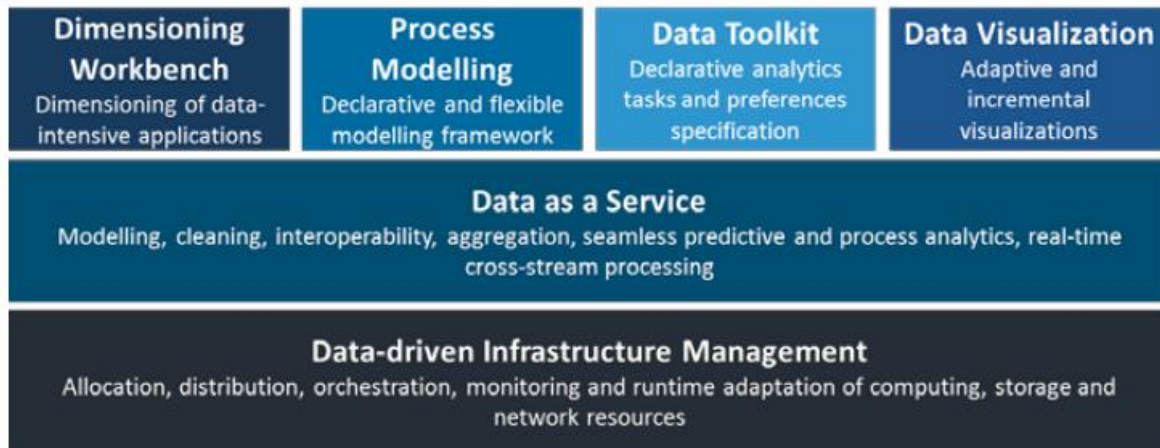 Dimensioning
Workbench
Dimensioning of data-
intensive applications
Process
Modelling
Declarative and flexible
modelling framework
Data Toolkit
Declarative analytics
tasks and preferences
specification
Data Visualization
Adaptive and
incremental
visualizations
Data as a Service
Modelling, cleaning, interoperability, aggregation, seamless predictive and process analytics, real-time
cross-stream processing
Data-driven Infrastructure Management
Allocation, distribution, orchestration, monitoring and runtime adaptation of computing, storage and
network resources